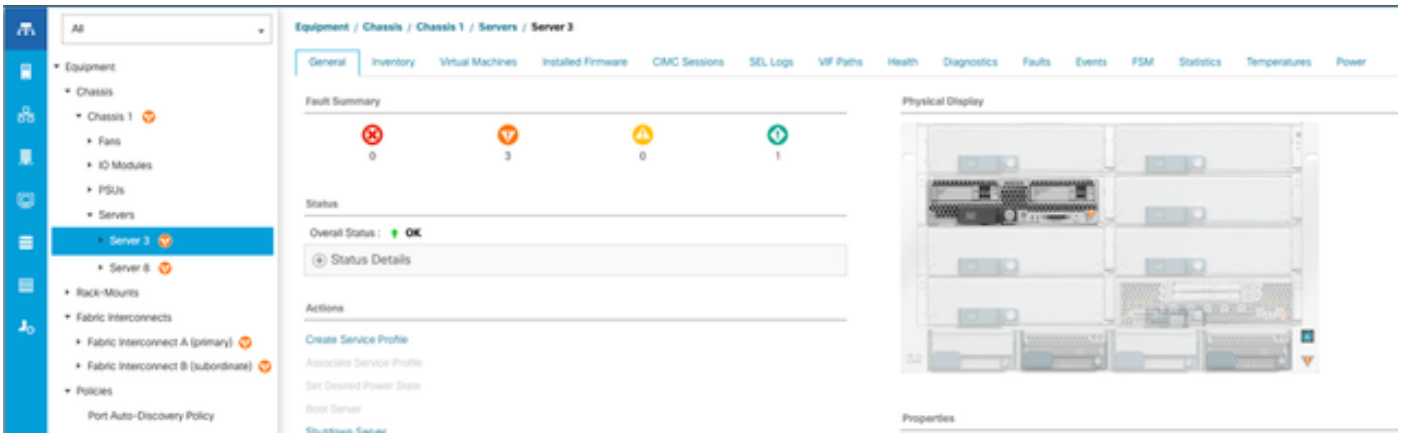 All
Equipment
Chassis
Chassis 1
Fans
IO Modules
PSUs
Servers
Server 3
Server 8
Rack-Mounts
Fabric Interconnects
Fabric Interconnect A (primary)
Fabric Interconnect B (subordinate)
Policies
Port Auto-Discovery Policy
Equipment / Chassis / Chassis 1 / Servers / Server 3
General Inventory Virtual Machines Installed Firmware CIMC Sessions SEL Logs VIF Paths Health Diagnostics Faults Events FSM Statistics Temperatures Power
Fault Summary
0 3 0 1
Status
Overall Status : OK
Status Details
Actions
Create Service Profile
Associate Service Profile
Set Desired Power State
Boot Server
Shutdown Server
Physical Display
Properties